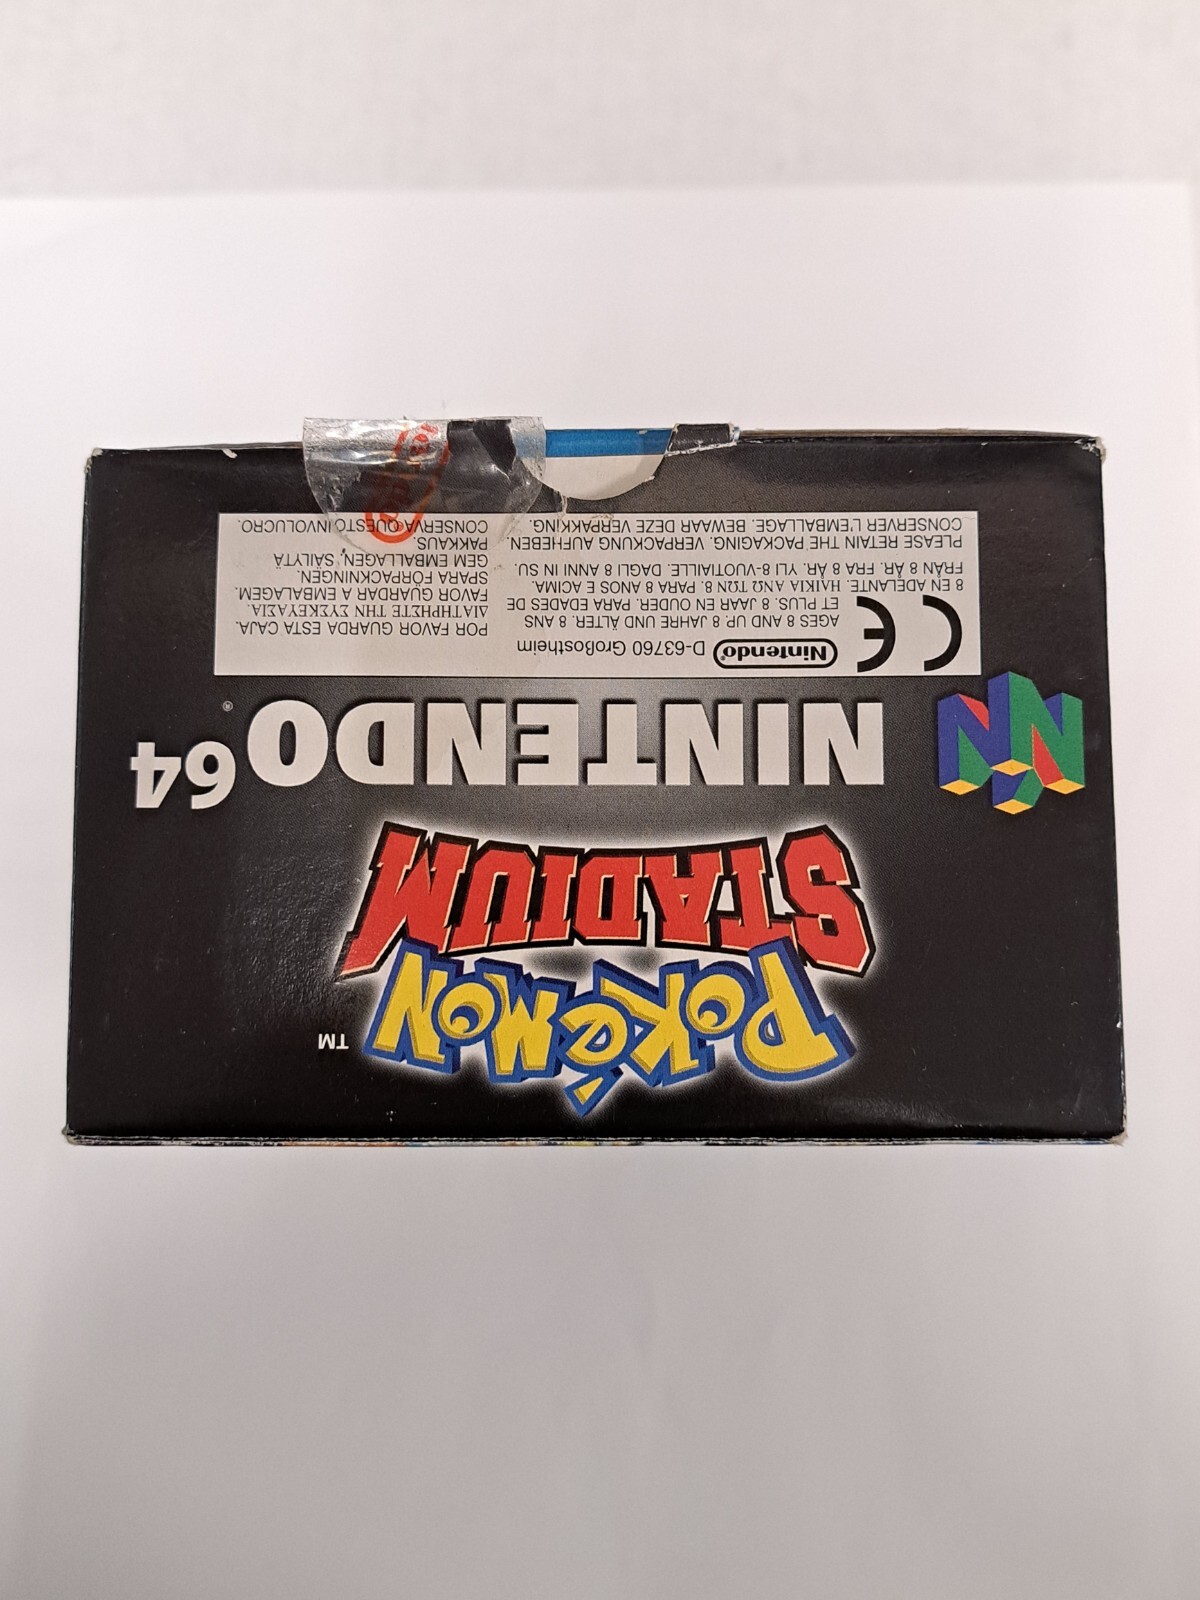 POKéMON
™
STADIUM
NINTENDO 64
®
CE
Nintendo
D-63760 Großostheim
AGES 8 AND UP. 8 JAHRE UND ÄLTER. 8 ANS
ET PLUS. 8 JAAR EN OUDER. PARA EDADES DE
8 EN ADELANTE. ΗΛΙΚΙΑ ΑΝΩ ΤΩΝ 8. PARA 8 ANOS E ACIMA.
FRÅN 8 ÅR. FRA 8 ÅR. YLI 8-VUOTIAILLE. DAGLI 8 ANNI IN SU.
PLEASE RETAIN THE PACKAGING. VERPACKUNG AUFHEBEN.
CONSERVER L'EMBALLAGE. BEWAAR DEZE VERPAKKING.
POR FAVOR GUARDA ESTA CAJA.
ΔΙΑΤΗΡΗΣΤΕ ΤΗΝ ΣΥΣΚΕΥΑΣΙΑ.
FAVOR GUARDAR A EMBALAGEM.
SPARA FÖRPACKNINGEN.
GEM EMBALLAGEN. SÄILYTÄ
PAKKAUS.
CONSERVA QUESTO INVOLUCRO.